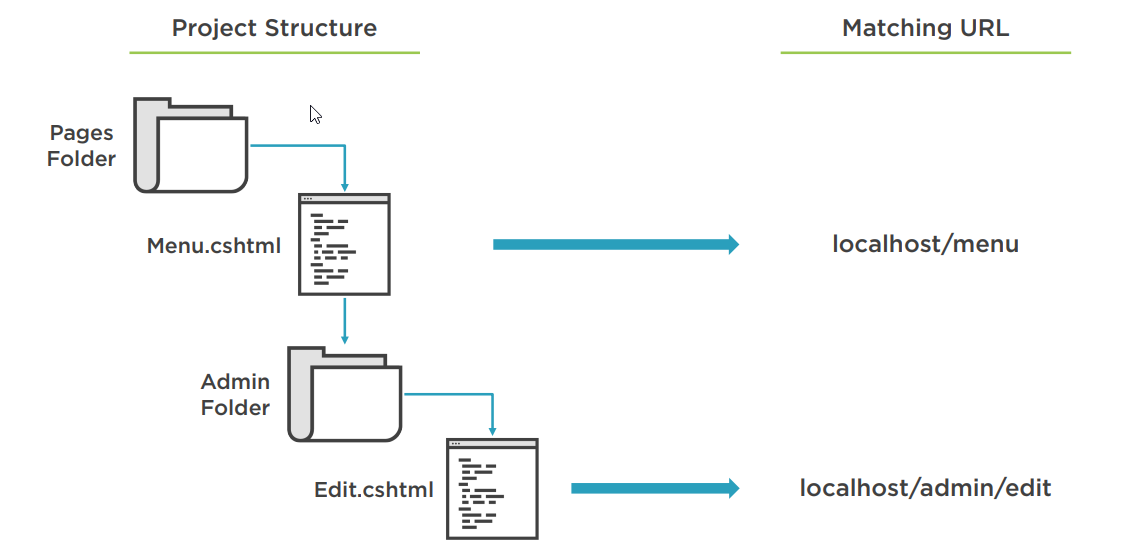 Project Structure
Matching URL
Pages
Folder
Menu.cshtml
localhost/menu
Admin
Folder
Edit.cshtml
localhost/admin/edit